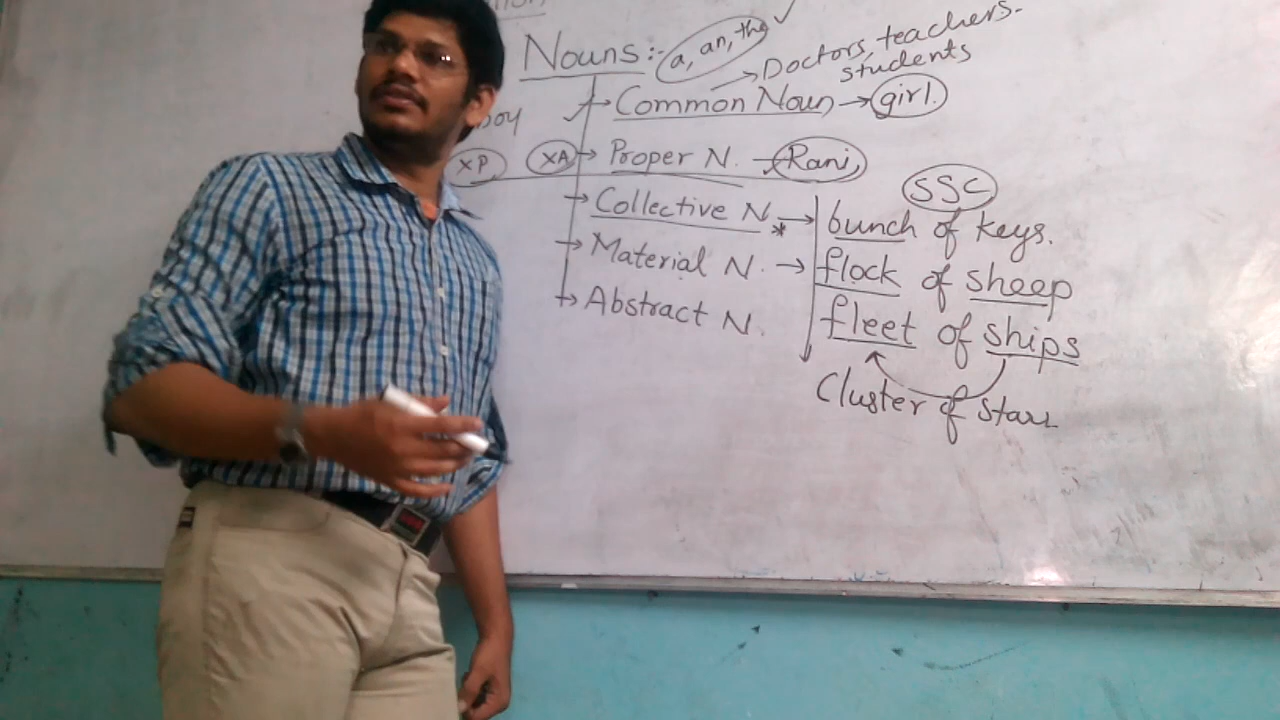 Nouns:- a, an, the
Doctors, teachers.
students
boy
Common Noun → girl.
XP XA Proper N. → Rani,
SSC
Collective N. * → bunch of keys.
Material N. → flock of sheep
Abstract N. fleet of ships
Cluster of stars